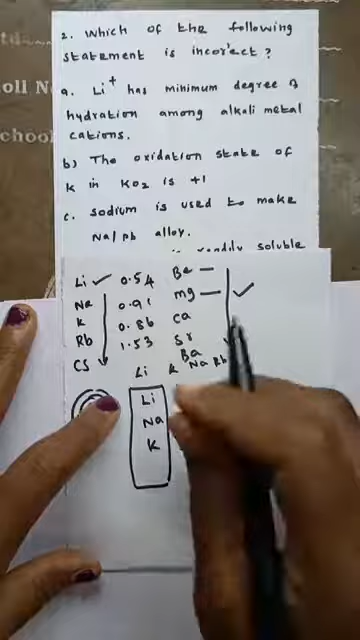 2. Which of the following
statement is incorrect ?
a. Li+ has minimum degree of
hydration among alkali metal
cations.
b) The oxidation state of
K in KO2 is +1
c. sodium is used to make
Na/Pb alloy.
readily soluble
Li ✓ 0.54 Be —
Na 0.91 mg — ✓
K 0.86 Ca
Rb 1.53 Sr
Cs Ba
Li K Na Rb
Li
Na
K
oll N
chool